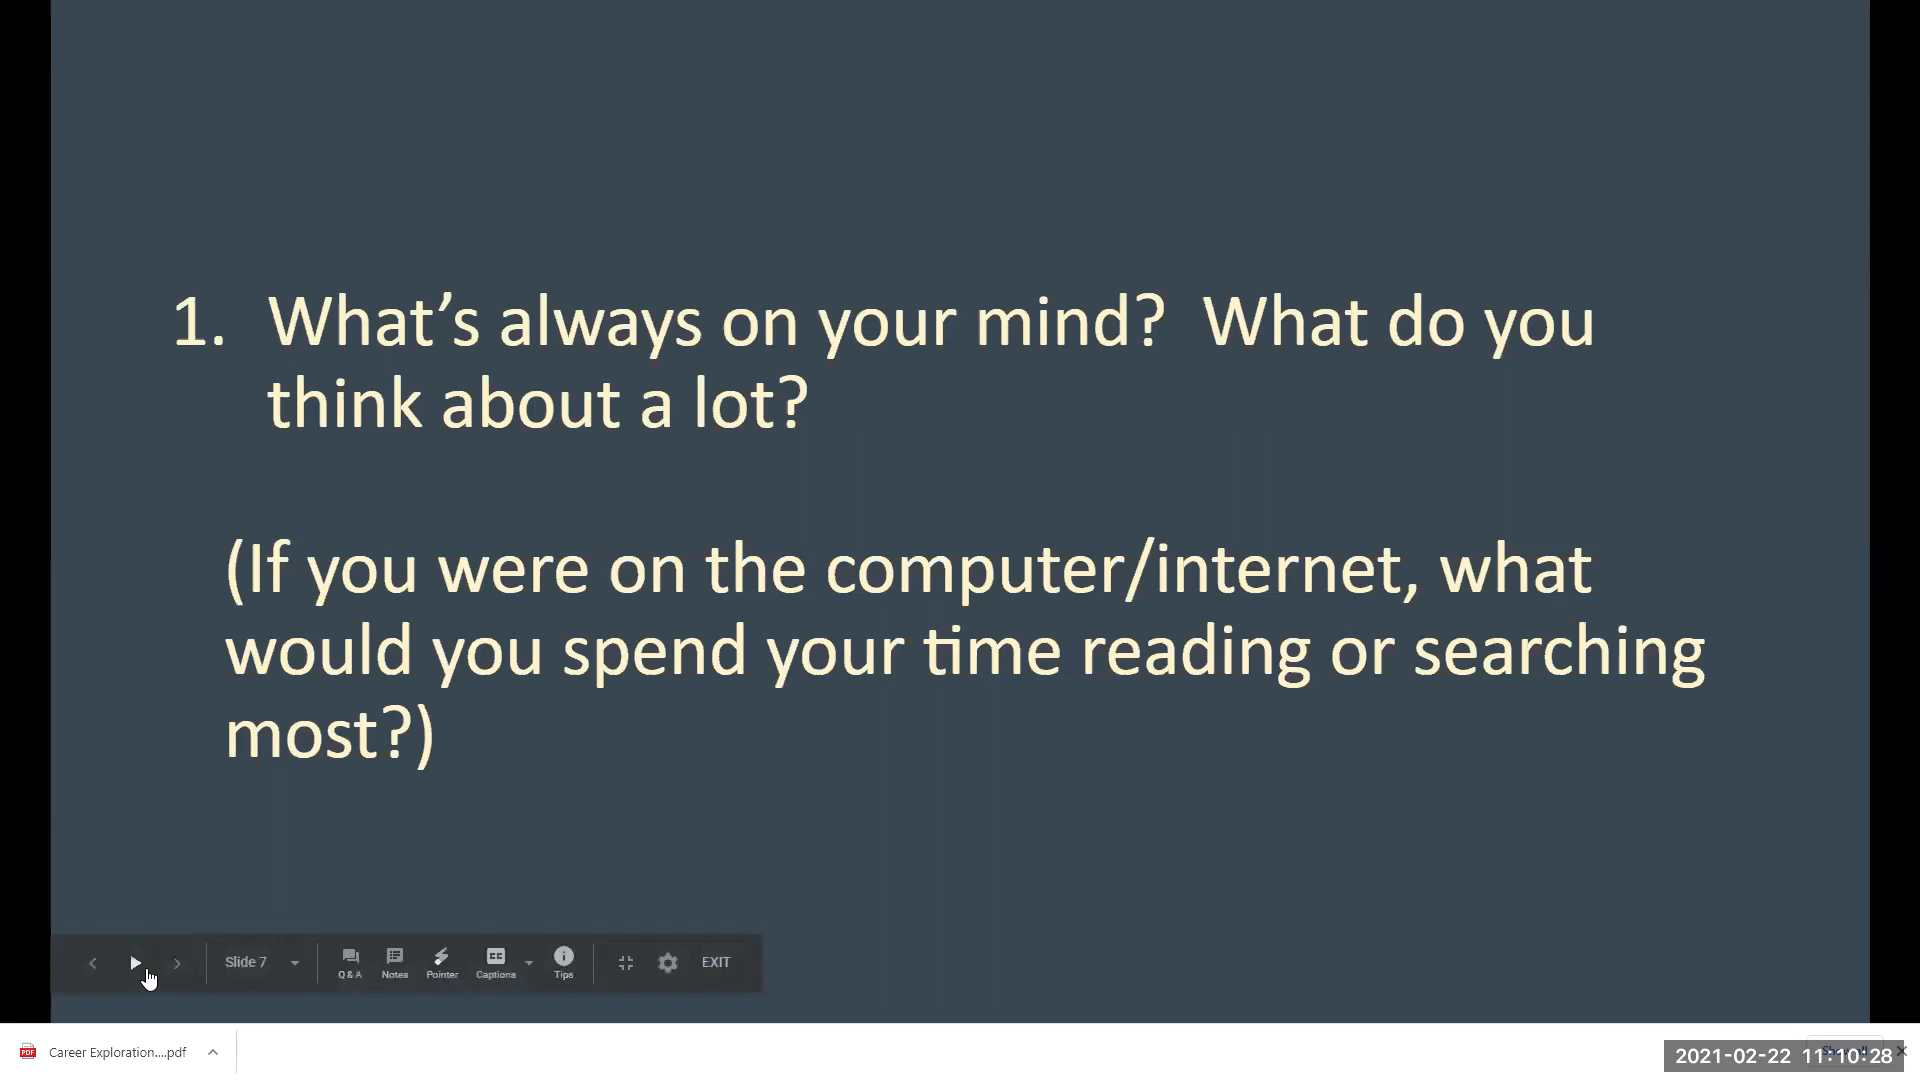 1. What’s always on your mind?  What do you
think about a lot?
(If you were on the computer/internet, what
would you spend your time reading or searching
most?)
Slide 7
Q & A
Notes
Pointer
Captions
Tips
EXIT
PDF
Career Exploration....pdf
2021-02-22 11:10:28